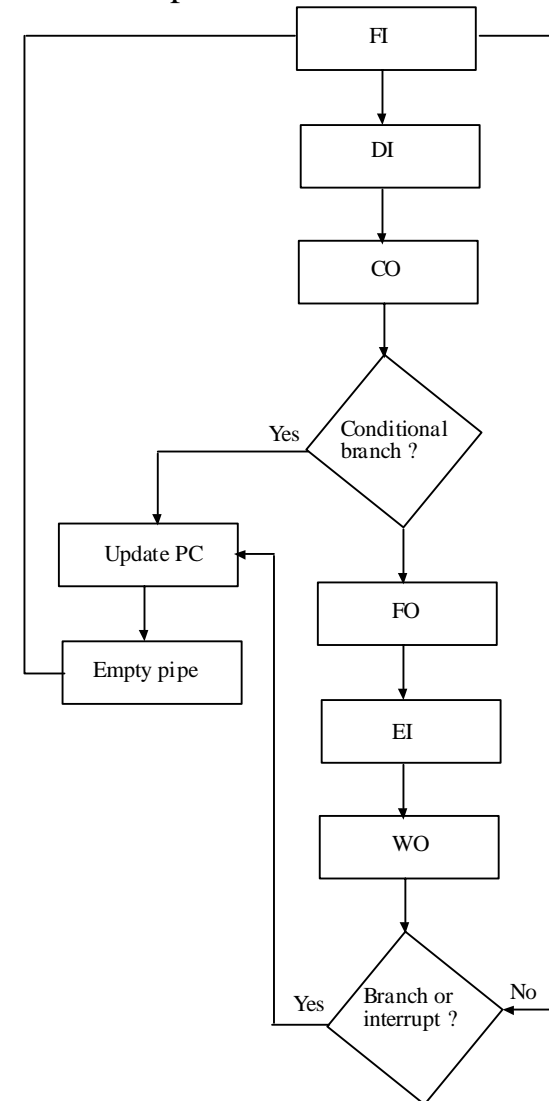 FI
DI
CO
Yes
Conditional
branch ?
Update PC
FO
Empty pipe
EI
WO
Yes
Branch or
interrupt ?
No